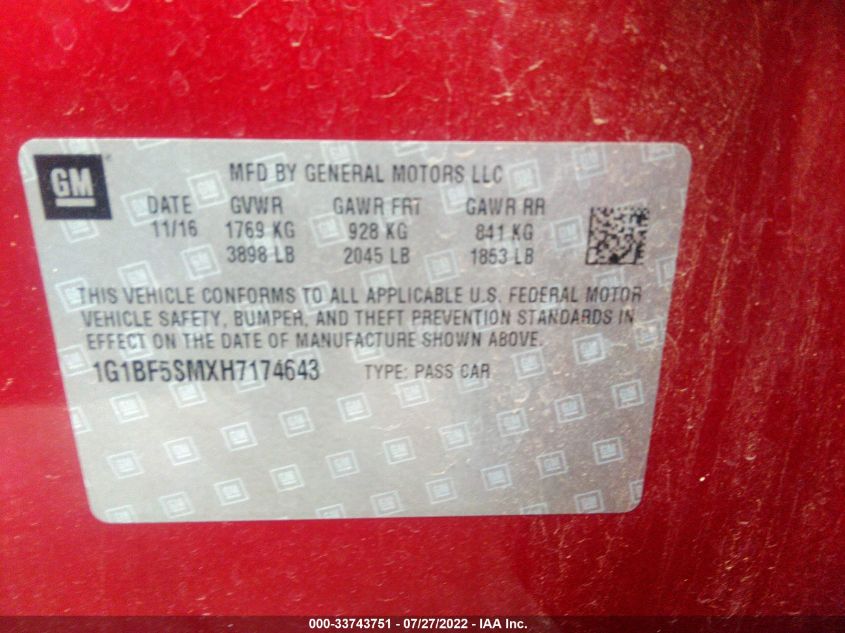 GM
MFD BY GENERAL MOTORS LLC
DATE GVWR GAWR FRT GAWR RR
11/16 1769 KG 928 KG 841 KG
3898 LB 2045 LB 1853 LB
THIS VEHICLE CONFORMS TO ALL APPLICABLE U.S. FEDERAL MOTOR
VEHICLE SAFETY, BUMPER, AND THEFT PREVENTION STANDARDS IN
EFFECT ON THE DATE OF MANUFACTURE SHOWN ABOVE.
1G1BF5SMXH7174643 TYPE: PASS CAR
000-33743751 - 07/27/2022 - IAA Inc.